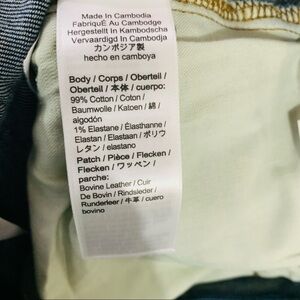 Made In Cambodia
FabriquÉ Au Cambodge
Hergestellt In Kambodscha
Vervaardigd In Cambodja
カンボジア製
hecho en camboya
Body / Corps / Oberteil /
Oberteil / 本体 / cuerpo:
99% Cotton / Coton /
Baumwolle / Katoen / 綿 /
algodón
1% Elastane / Élasthanne /
Elastan / Elastaan / ポリウ
レタン / elastano
Patch / Pièce / Flecken /
Flecken / ワッペン /
parche:
Bovine Leather / Cuir
De Bovin / Rindsleder /
Runderleer / 牛革 / cuero
bovino